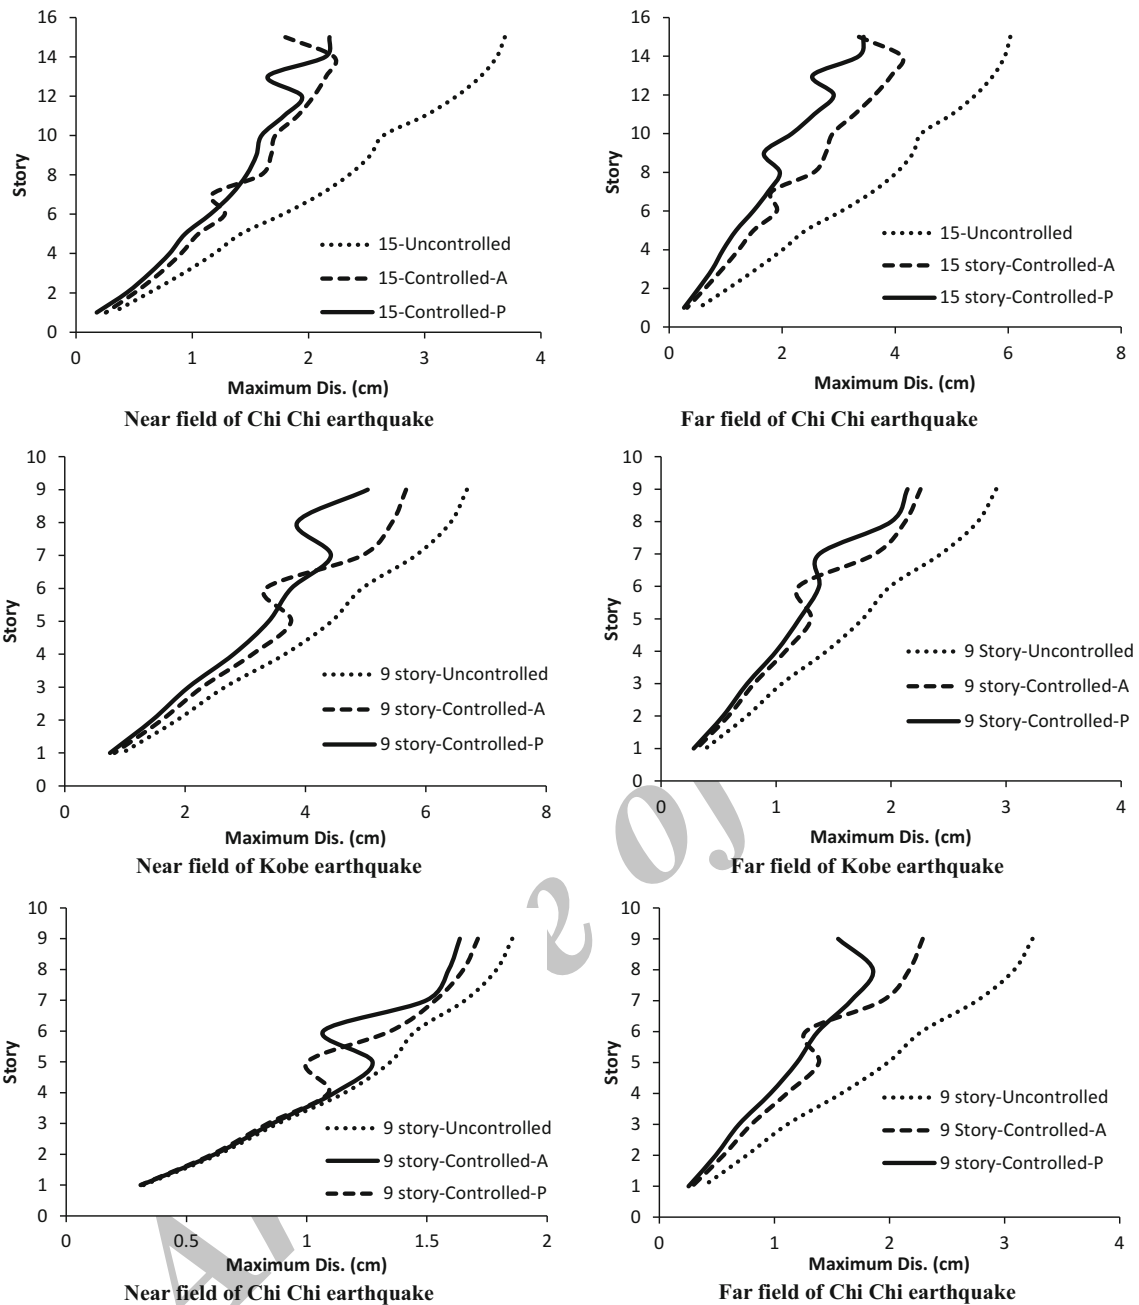 16
14
12
10
8
6
4
2
0
Story
15-Uncontrolled
15-Controlled-A
15-Controlled-P
0 1 2 3 4
Maximum Dis. (cm)
Near field of Chi Chi earthquake
16
14
12
10
8
6
4
2
0
Story
15-Uncontrolled
15 story-Controlled-A
15 story-Controlled-P
0 2 4 6 8
Maximum Dis. (cm)
Far field of Chi Chi earthquake
10
9
8
7
6
5
4
3
2
1
0
Story
9 story-Uncontrolled
9 story-Controlled-A
9 story-Controlled-P
0 2 4 6 8
Maximum Dis. (cm)
Near field of Kobe earthquake
10
9
8
7
6
5
4
3
2
1
0
Story
9 Story-Uncontrolled
9 story-Controlled-A
9 Story-Controlled-P
0 1 2 3 4
Maximum Dis. (cm)
Far field of Kobe earthquake
10
9
8
7
6
5
4
3
2
1
0
Story
9 story-Uncontrolled
9 story-Controlled-A
9 story-Controlled-P
0 0.5 1 1.5 2
Maximum Dis. (cm)
Near field of Chi Chi earthquake
10
9
8
7
6
5
4
3
2
1
0
Story
9 story-Uncontrolled
9 Story-Controlled-A
9 story-Controlled-P
0 1 2 3 4
Maximum Dis. (cm)
Far field of Chi Chi earthquake